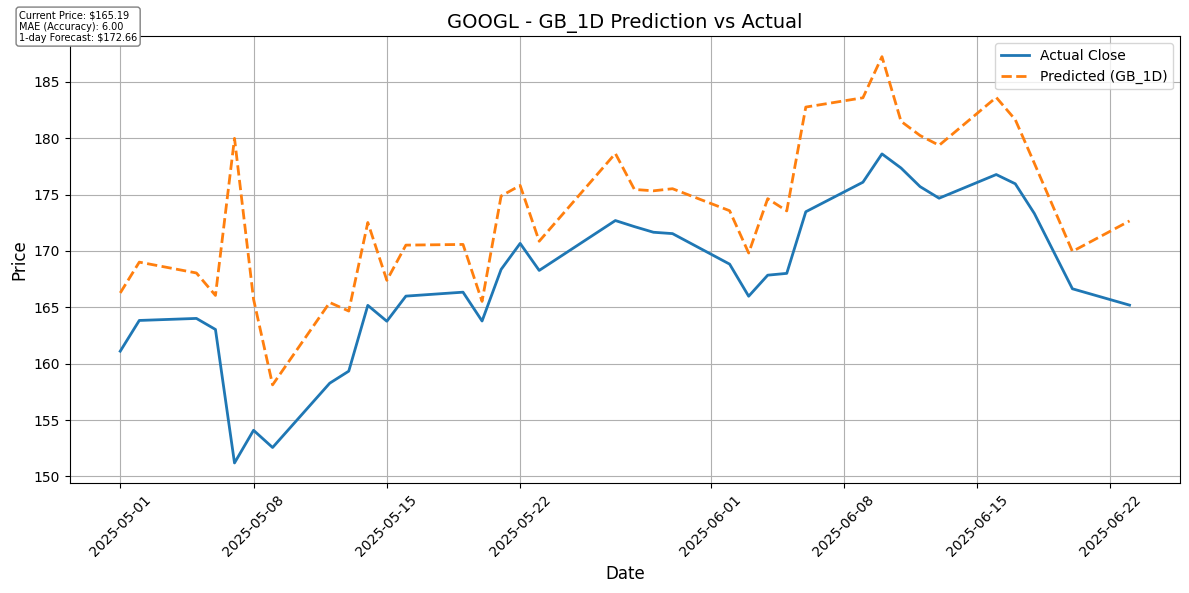 Current Price: $165.19
MAE (Accuracy): 6.00
1-day Forecast: $172.66
GOOGL - GB_1D Prediction vs Actual
Actual Close
Predicted (GB_1D)
185
180
175
170
165
160
155
150
Price
2025-05-01
2025-05-08
2025-05-15
2025-05-22
2025-06-01
2025-06-08
2025-06-15
2025-06-22
Date